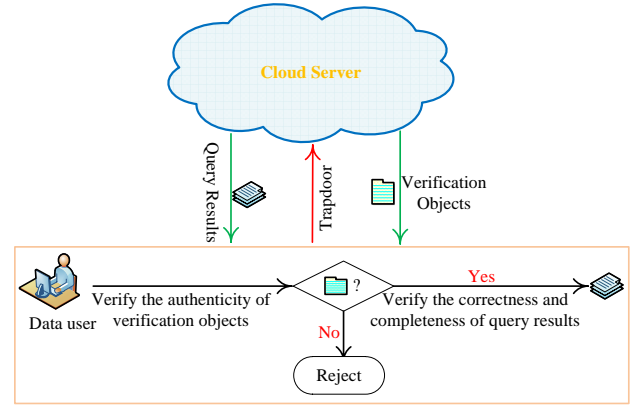 Cloud Server
Query Results
Trapdoor
Verification
Objects
Data user
Verify the authenticity of
verification objects
?
Yes
Verify the correctness and
completeness of query results
No
Reject